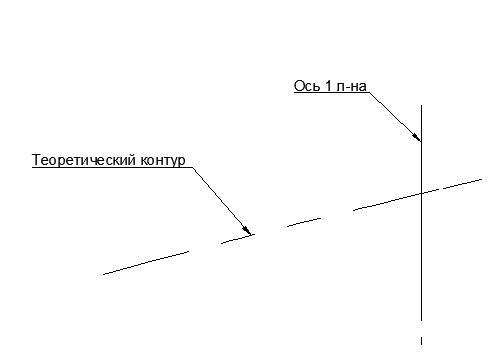 Ось 1 л-на
Теоретический контур